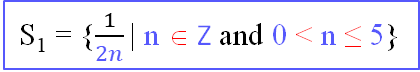 S₁ = {1/2n | n ∈ Z and 0 < n ≤ 5}